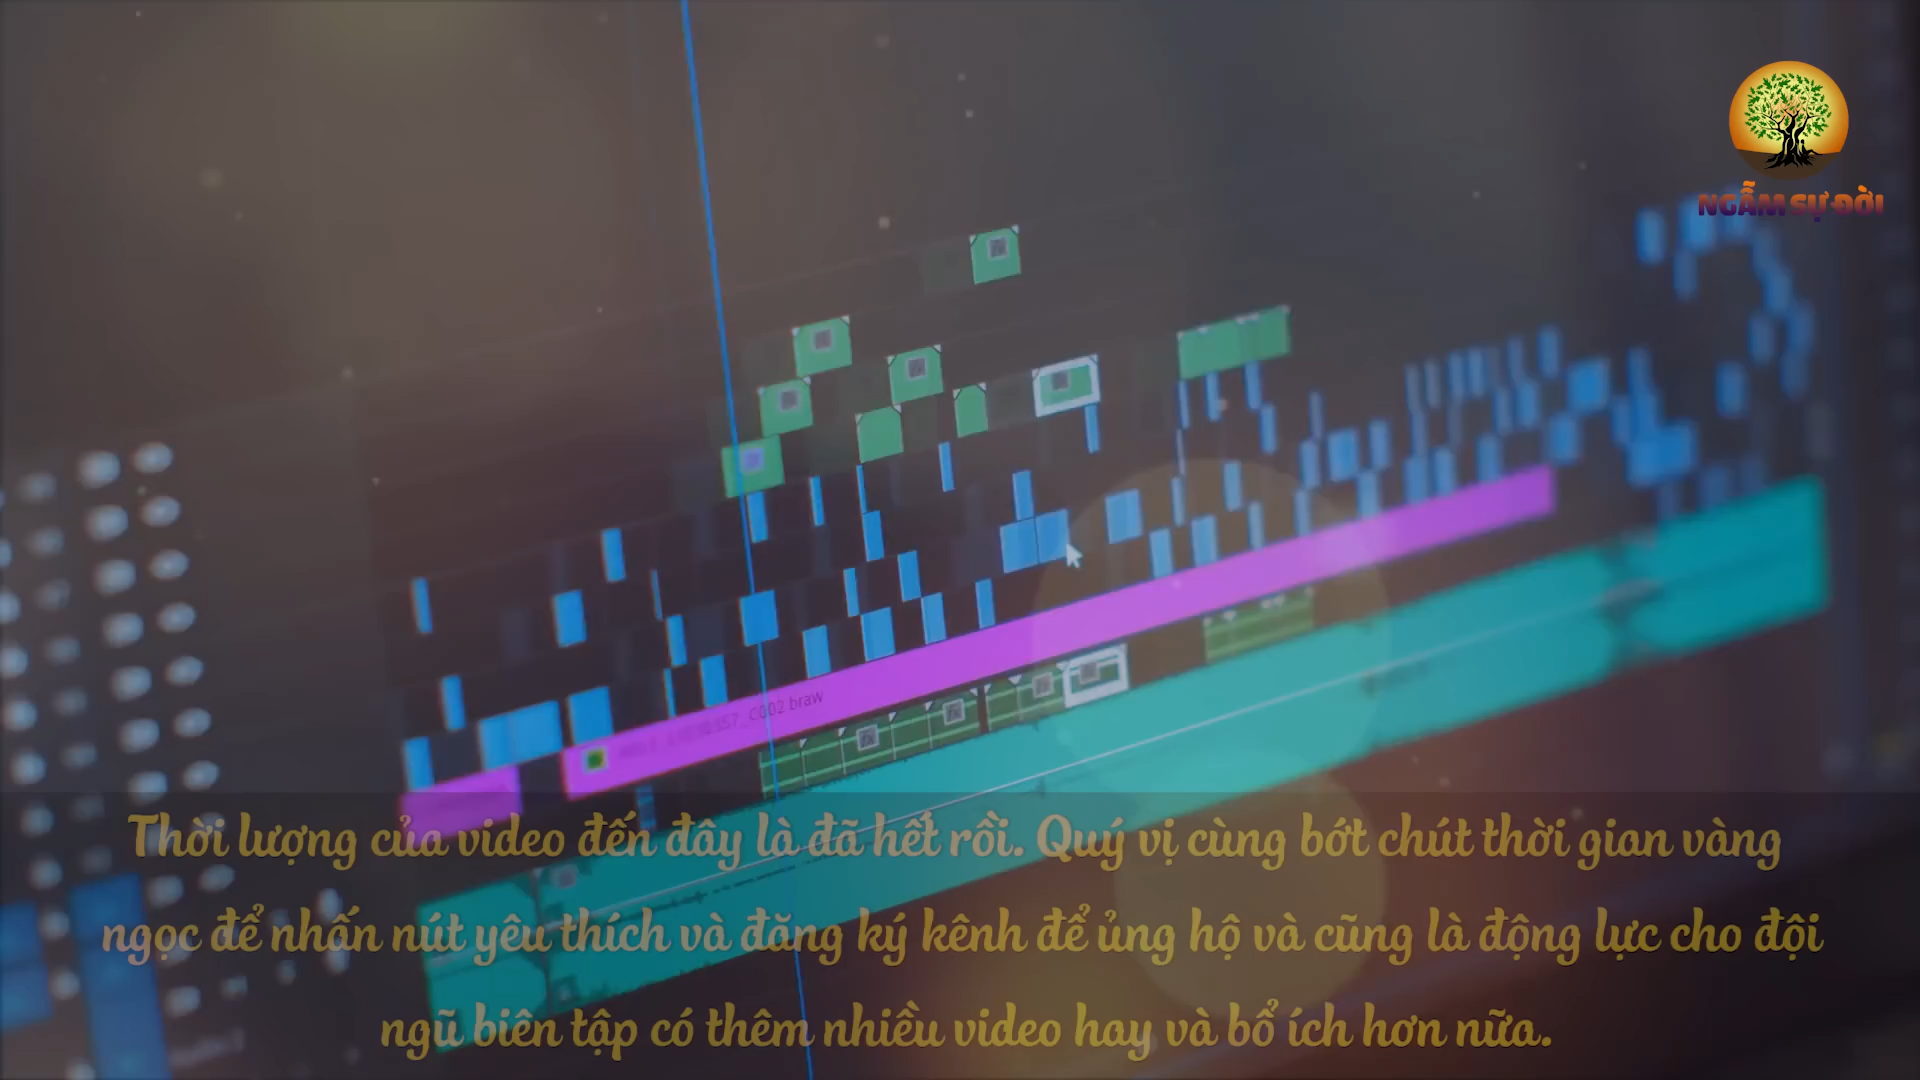 NGẪM SỰ ĐỜI
C002.braw
Thời lượng của video đến đây là đã hết rồi. Quý vị cùng bớt chút thời gian vàng
ngọc để nhấn nút yêu thích và đăng ký kênh để ủng hộ và cũng là động lực cho đội
ngũ biên tập có thêm nhiều video hay và bổ ích hơn nữa.